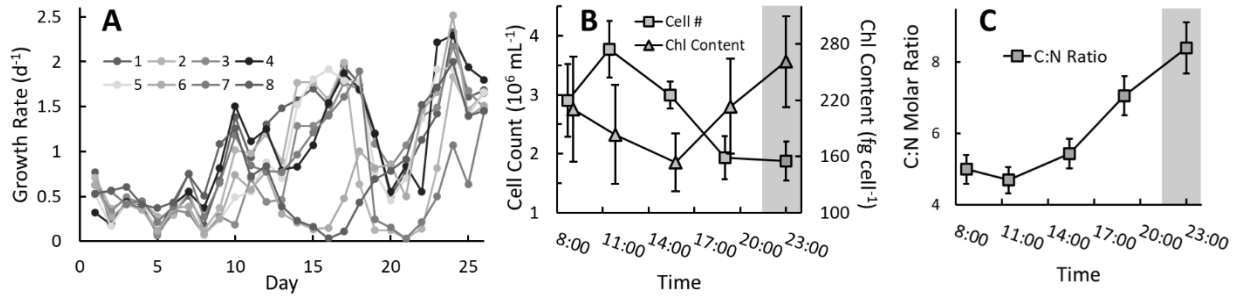 A
Growth Rate (d⁻¹)
2.5
2
1.5
1
0.5
0
1 2 3 4
5 6 7 8
0 5 10 15 20 25
Day
B
Cell #
Chl Content
Cell Count (10⁶ mL⁻¹)
4
3
2
1
Chl Content (fg cell⁻¹)
280
220
160
100
8:00 11:00 14:00 17:00 20:00 23:00
Time
C
C:N Ratio
C:N Molar Ratio
8
6
4
8:00 11:00 14:00 17:00 20:00 23:00
Time